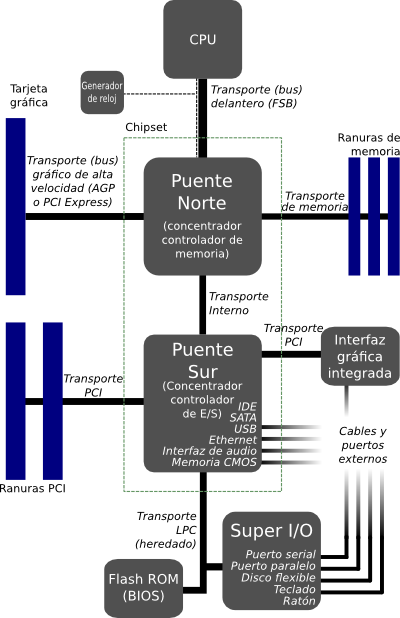 CPU
Generador
de reloj
Transporte (bus)
delantero (FSB)
Tarjeta
gráfica
Chipset
Ranuras de
memoria
Transporte (bus)
gráfico de alta
velocidad (AGP
o PCI Express)
Puente
Norte
(concentrador
controlador de
memoria)
Transporte
de memoria
Transporte
Interno
Transporte
PCI
Interfaz
gráfica
integrada
Puente
Sur
(Concentrador
controlador
de E/S)
IDE
SATA
USB
Ethernet
Interfaz de audio
Memoria CMOS
Transporte
PCI
Ranuras PCI
Cables y
puertos
externos
Transporte
LPC
(heredado)
Super I/O
Puerto serial
Puerto paralelo
Disco flexible
Teclado
Ratón
Flash ROM
(BIOS)